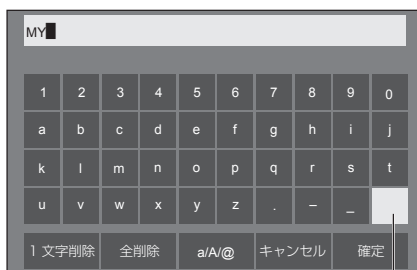 MY
1 2 3 4 5 6 7 8 9 0
a b c d e f g h i j
k l m n o p q r s t
u v w x y z . – _
1文字削除 全削除 a/A/@ キャンセル 確定